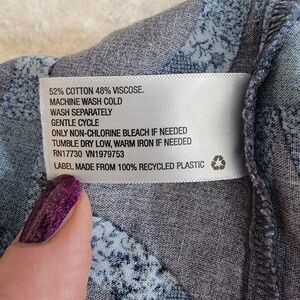 52% COTTON 48% VISCOSE.
MACHINE WASH COLD
WASH SEPARATELY
GENTLE CYCLE
ONLY NON-CHLORINE BLEACH IF NEEDED
TUMBLE DRY LOW, WARM IRON IF NEEDED
RN17730 VN1979753
LABEL MADE FROM 100% RECYCLED PLASTIC